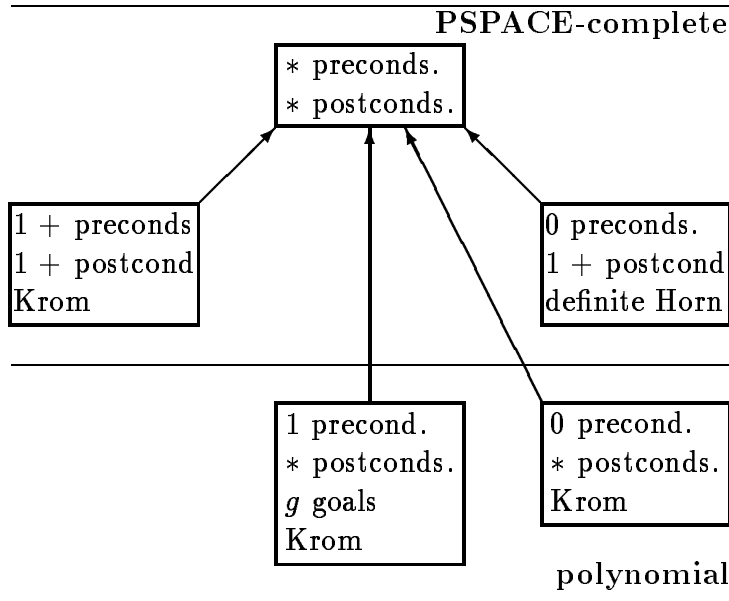 PSPACE-complete
* preconds.
* postconds.
1 + preconds
1 + postcond
Krom
0 preconds.
1 + postcond
definite Horn
1 precond.
* postconds.
g goals
Krom
0 precond.
* postconds.
Krom
polynomial